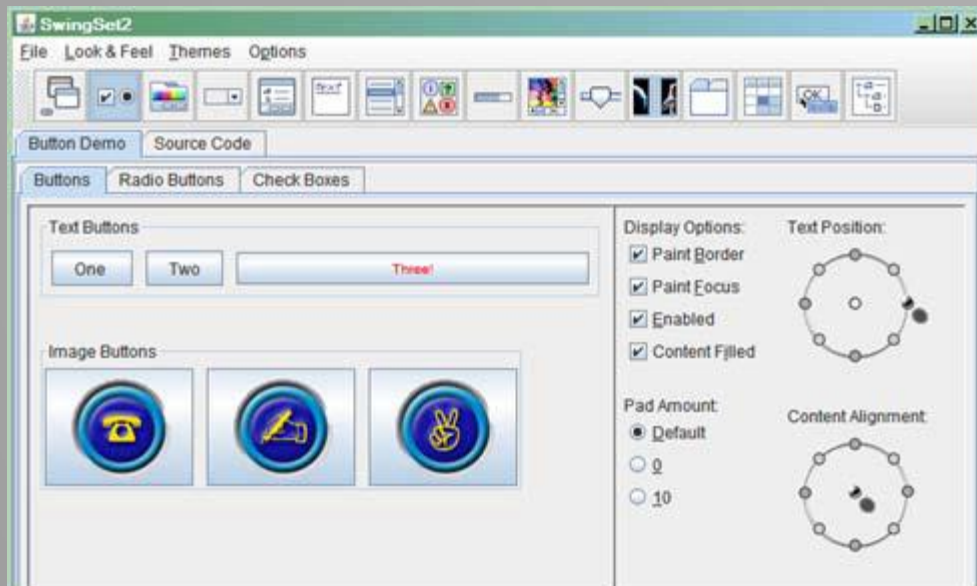 SwingSet2
File Look & Feel Themes Options
Button Demo Source Code
Buttons Radio Buttons Check Boxes
Text Buttons
One Two Three!
Image Buttons
Display Options:
Paint Border
Paint Focus
Enabled
Content Filled
Pad Amount:
Default
0
10
Text Position:
Content Alignment: